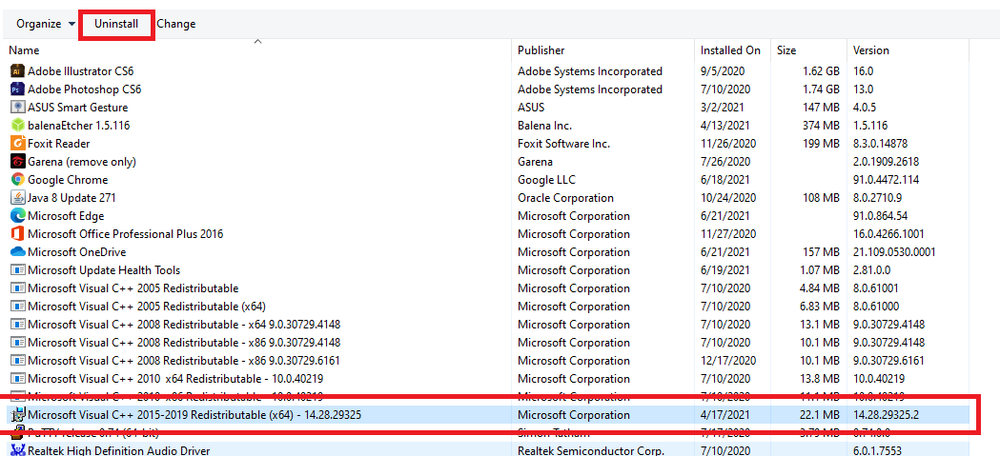 Organize Uninstall Change
Name Publisher Installed On Size Version
Adobe Illustrator CS6 Adobe Systems Incorporated 9/5/2020 1.62 GB 16.0
Adobe Photoshop CS6 Adobe Systems Incorporated 7/10/2020 1.74 GB 13.0
ASUS Smart Gesture ASUS 3/2/2021 147 MB 4.0.5
balenaEtcher 1.5.116 Balena Inc. 4/13/2021 374 MB 1.5.116
Foxit Reader Foxit Software Inc. 11/26/2020 199 MB 8.3.0.14878
Garena (remove only) Garena 7/26/2020 2.0.1909.2618
Google Chrome Google LLC 6/18/2021 91.0.4472.114
Java 8 Update 271 Oracle Corporation 10/24/2020 108 MB 8.0.2710.9
Microsoft Edge Microsoft Corporation 6/21/2021 91.0.864.54
Microsoft Office Professional Plus 2016 Microsoft Corporation 11/27/2020 16.0.4266.1001
Microsoft OneDrive Microsoft Corporation 6/21/2021 157 MB 21.109.0530.0001
Microsoft Update Health Tools Microsoft Corporation 6/19/2021 1.07 MB 2.81.0.0
Microsoft Visual C++ 2005 Redistributable Microsoft Corporation 7/10/2020 4.84 MB 8.0.61001
Microsoft Visual C++ 2005 Redistributable (x64) Microsoft Corporation 7/10/2020 6.83 MB 8.0.61000
Microsoft Visual C++ 2008 Redistributable - x64 9.0.30729.4148 Microsoft Corporation 7/10/2020 13.1 MB 9.0.30729.4148
Microsoft Visual C++ 2008 Redistributable - x86 9.0.30729.4148 Microsoft Corporation 7/10/2020 10.1 MB 9.0.30729.4148
Microsoft Visual C++ 2008 Redistributable - x86 9.0.30729.6161 Microsoft Corporation 12/17/2020 10.1 MB 9.0.30729.6161
Microsoft Visual C++ 2010 x64 Redistributable - 10.0.40219 Microsoft Corporation 7/10/2020 13.8 MB 10.0.40219
Microsoft Visual C++ 2010 x86 Redistributable - 10.0.40219 Microsoft Corporation 7/10/2020 11.1 MB 10.0.40219
Microsoft Visual C++ 2015-2019 Redistributable (x64) - 14.28.29325 Microsoft Corporation 4/17/2021 22.1 MB 14.28.29325.2
PuTTY release 0.74 (64-bit) Simon Tatham 7/17/2020 3.79 MB 0.74.0.0
Realtek High Definition Audio Driver Realtek Semiconductor Corp. 7/10/2020 6.0.1.7553